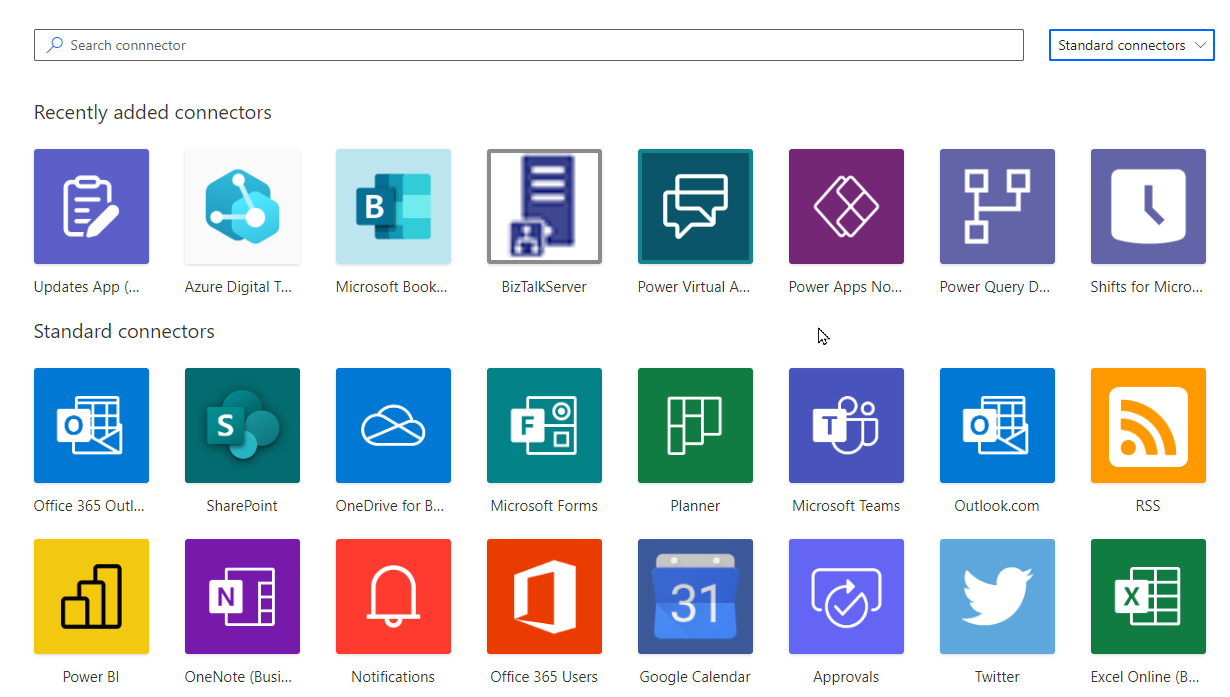 Search connnector
Standard connectors
Recently added connectors
B
Updates App (...
Azure Digital T...
Microsoft Book...
BizTalkServer
Power Virtual A...
Power Apps No...
Power Query D...
Shifts for Micro...
Standard connectors
O
S
F
T
O
Office 365 Outl...
SharePoint
OneDrive for B...
Microsoft Forms
Planner
Microsoft Teams
Outlook.com
RSS
N
31
X
Power BI
OneNote (Busi...
Notifications
Office 365 Users
Google Calendar
Approvals
Twitter
Excel Online (B...